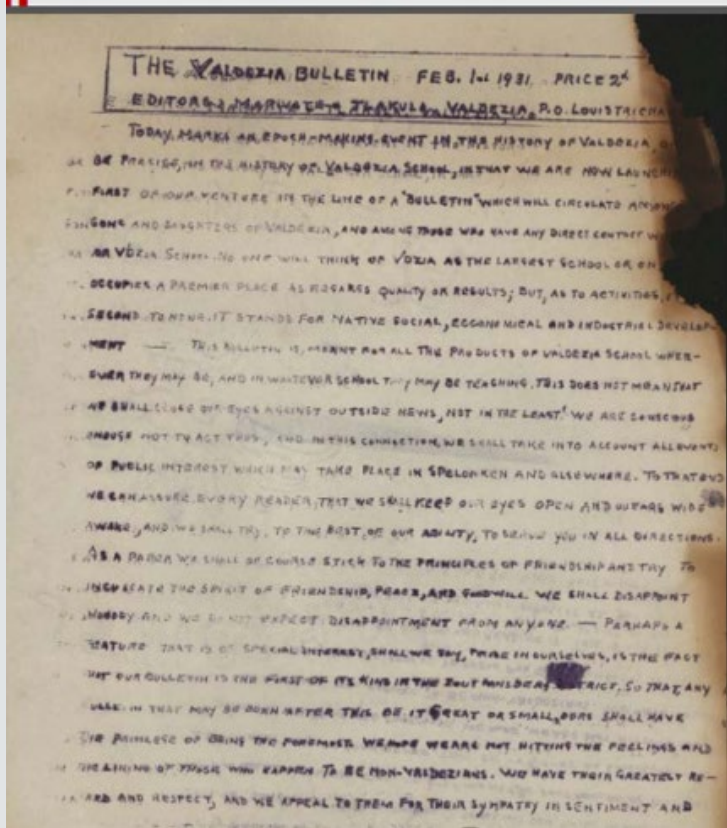 THE VALDEZIA BULLETIN FEB. 1st 1931. PRICE 2d
EDITORS, MARWATE & TLAKULA, VALDEZIA, P.O. LOUISTRICHA
TODAY, MARKS AN EPOCH-MAKING EVENT IN THE HISTORY OF VALDEZIA,
BE PRECISE, IN THE HISTORY OF VALDEZIA SCHOOL, IN THAT WE ARE NOW LAUNCHI
FIRST OF OUR VENTURE IN THE LINE OF A "BULLETIN" WHICH WILL CIRCULATE AMONG
SONS AND DAUGHTERS OF VALDEZIA, AND AMONG THOSE WHO HAVE ANY DIRECT CONTACT W
OR VDZIA SCHOOL. NO ONE WILL THINK OF VDZIA AS THE LARGEST SCHOOL OR ON
OCCUPIES A PREMIER PLACE AS REGARDS QUALITY OR RESULTS; BUT, AS TO ACTIVITIES,
SECOND TO NONE. IT STANDS FOR NATIVE SOCIAL, ECONOMICAL AND INDUSTRIAL DEVELOP-
MENT — THIS BULLETIN IS, MEANT FOR ALL THE PRODUCTS OF VALDEZIA SCHOOL WHER-
EVER THEY MAY BE, AND IN WHATEVER SCHOOL THEY MAY BE TEACHING. THIS DOES NOT MEAN THAT
WE SHALL CLOSE OUR EYES AGAINST OUTSIDE NEWS, NOT IN THE LEAST! WE ARE CONSCIOUS
ENOUGH NOT TO ACT THUS, AND IN THIS CONNECTION, WE SHALL TAKE INTO ACCOUNT ALL EVENTS
OF PUBLIC INTEREST WHICH MAY TAKE PLACE IN SPELONKEN AND ELSEWHERE. TO THAT END
WE CAN ASSURE EVERY READER, THAT WE SHALL KEEP OUR EYES OPEN AND OUR EARS WIDE
AWAKE, AND WE SHALL TRY, TO THE BEST, OF OUR ABILITY, TO SERVE YOU IN ALL DIRECTIONS.
AS A PAPER WE SHALL OF COURSE STICK TO THE PRINCIPLES OF FRIENDSHIP AND TRY TO
INCULCATE THE SPIRIT OF FRIENDSHIP, PEACE, AND GOODWILL. WE SHALL DISAPPOINT
NOBODY AND WE DO NOT EXPECT DISAPPOINTMENT FROM ANYONE. — PERHAPS A
FEATURE THAT IS OF SPECIAL INTEREST, SHALL WE SAY, PRIDE IN OURSELVES, IS THE FACT
THAT OUR BULLETIN IS THE FIRST OF ITS KIND IN THE ZOUTPANSBERG DISTRICT. SO THAT, ANY
IN THAT MAY BE BORN AFTER THIS BE IT GREAT OR SMALL, OURS SHALL HAVE
THE PRIVILEGE OF BEING THE FOREMOST. WE HOPE WE ARE NOT HITTING THE FEELINGS AND
OF THOSE WHO HAPPEN TO BE NON-VALDEZIANS. WE HAVE THEIR GREATELY RE-
ARD AND RESPECT, AND WE APPEAL TO THEM FOR THEIR SYMPATHY IN SENTIMENT AND